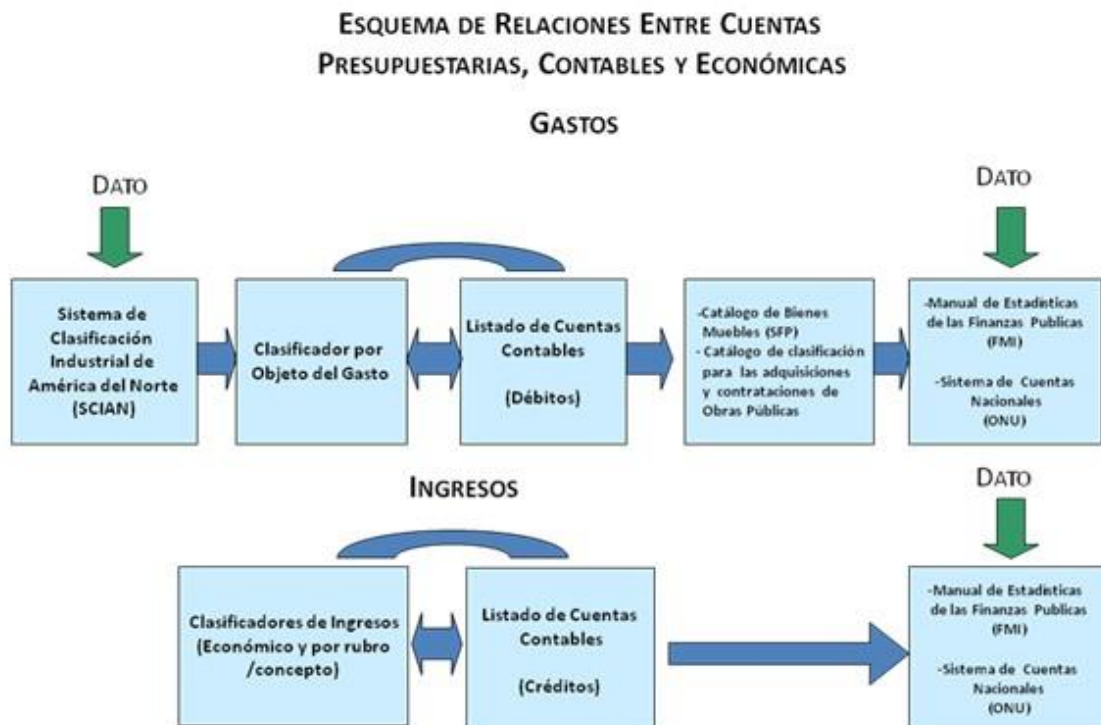 ESQUEMA DE RELACIONES ENTRE CUENTAS
PRESUPUESTARIAS, CONTABLES Y ECONÓMICAS
GASTOS
DATO
DATO
Sistema de
Clasificación
Industrial de
América del Norte
(SCIAN)
Clasificador por
Objeto del Gasto
Listado de Cuentas
Contables
(Débitos)
-Catálogo de Bienes
Muebles (SFP)
- Catálogo de clasificación
para las adquisiciones
y contrataciones de
Obras Públicas
-Manual de Estadísticas
de las Finanzas Publicas
(FMI)
-Sistema de Cuentas
Nacionales
(ONU)
INGRESOS
DATO
Clasificadores de Ingresos
(Económico y por rubro
/concepto)
Listado de Cuentas
Contables
(Créditos)
-Manual de Estadísticas
de las Finanzas Publica
(FMI)
-Sistema de Cuentas
Nacionales
(ONU)